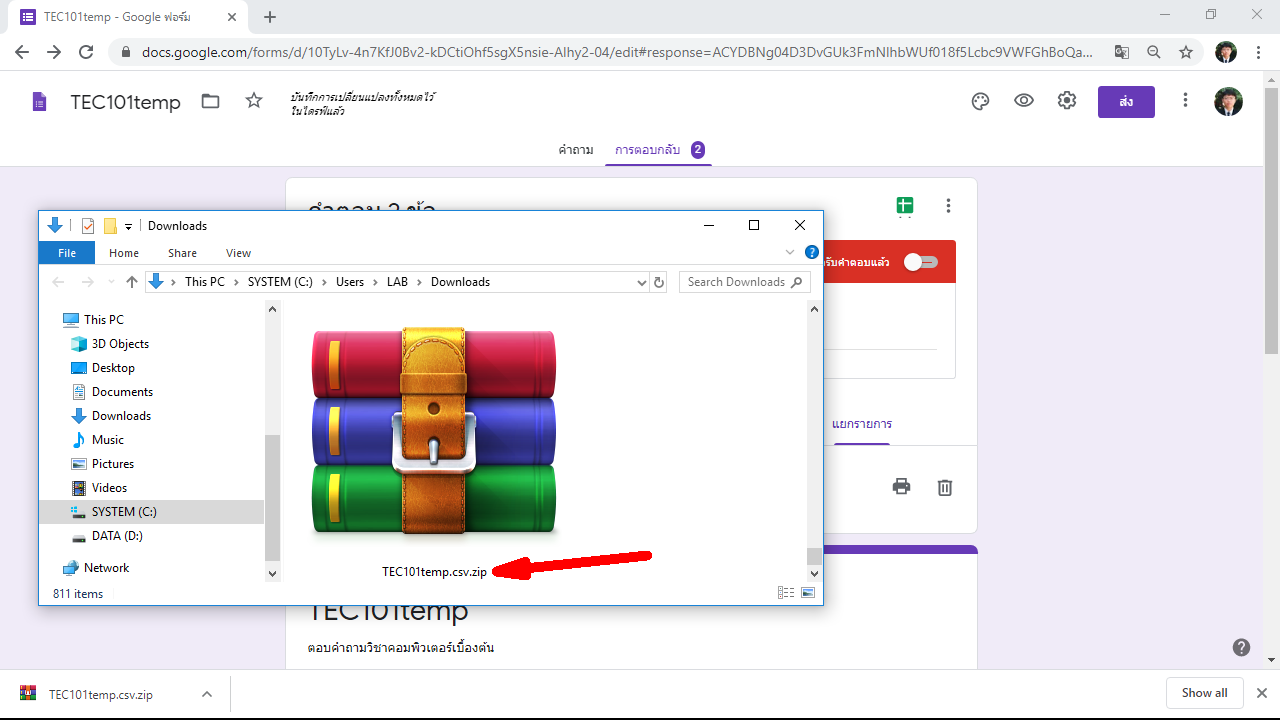 TEC101temp - Google ฟอร์ม
docs.google.com/forms/d/10TyLv-4n7KfJ0Bv2-kDCtiOhf5sgX5nsie-Alhy2-04/edit#response=ACYDBNg04D3DvGUk3FmNlhbWUf018f5Lcbc9VWFGhBoQa...
TEC101temp
บันทึกการเปลี่ยนแปลงทั้งหมดไว้
ในไดรฟ์แล้ว
ส่ง
คำถาม
การตอบกลับ 2
คำตอบ 2 ข้อ
รับคำตอบแล้ว
แยกรายการ
Downloads
File Home Share View
This PC SYSTEM (C:) Users LAB Downloads
Search Downloads
This PC
3D Objects
Desktop
Documents
Downloads
Music
Pictures
Videos
SYSTEM (C:)
DATA (D:)
Network
TEC101temp.csv.zip
811 items
TEC101temp
ตอบคำถามวิชาคอมพิวเตอร์เบื้องต้น
TEC101temp.csv.zip
Show all